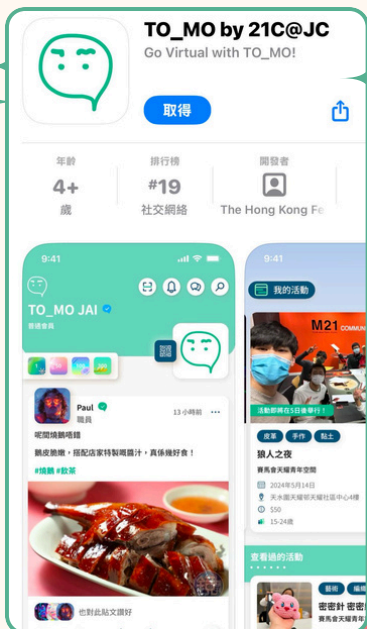 TO_MO by 21C@JC
Go Virtual with TO_MO!
取得
年齡
4+
歲
排行榜
#19
社交網絡
開發者
The Hong Kong Fe
9:41
TO_MO JAI
普通會員
Paul
職員
13 小時前
呢間燒鵝唔錯
鵝皮脆嫩，搭配店家特製嘅醬汁，真係幾好食！
#燒鵝 #飲茶
也對此貼文讚好
9:41
我的活動
M21 COMMUN
活動即將在5日後舉行！
皮革 手作 黏土
狼人之夜
賽馬會天耀青年空間
2024年5月14日
天水圍天耀邨天耀社區中心4樓
$50
15-24歲
查看過的活動
藝術 編織
密密針 密密
賽馬會天耀青年